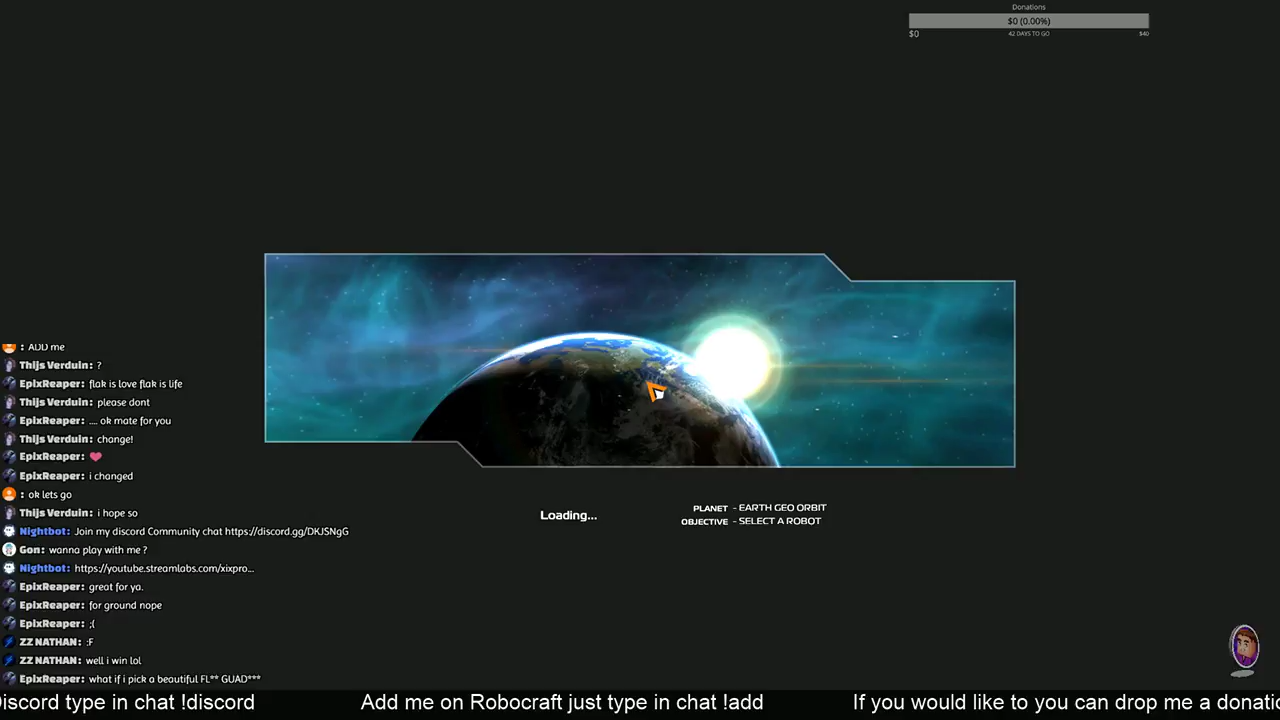 Donations
$0 (0.00%)
$0 42 DAYS TO GO $40
: ADD me
Thijs Verduin: ?
EpixReaper: flak is love flak is life
Thijs Verduin: please dont
EpixReaper: .... ok mate for you
Thijs Verduin: change!
EpixReaper: ❤
EpixReaper: i changed
: ok lets go
Thijs Verduin: i hope so
Nightbot: Join my discord Community chat https://discord.gg/DKJSNgG
Gon: wanna play with me ?
Nightbot: https://youtube.streamlabs.com/xixpro...
EpixReaper: great for ya.
EpixReaper: for ground nope
EpixReaper: ;(
ZZ NATHAN: :F
ZZ NATHAN: well i win lol
EpixReaper: what if i pick a beautiful FL** GUAD***
Loading...
PLANET - EARTH GEO ORBIT
OBJECTIVE - SELECT A ROBOT
Discord type in chat !discord Add me on Robocraft just type in chat !add If you would like to you can drop me a donatic